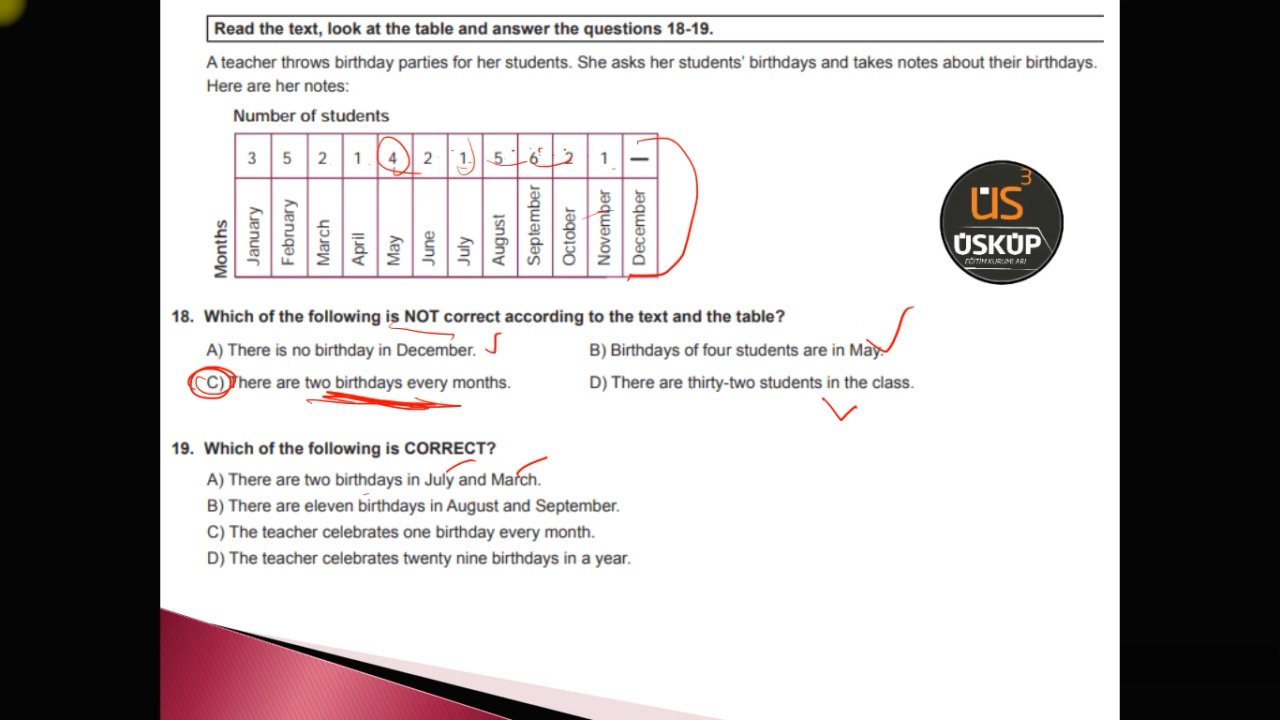 Read the text, look at the table and answer the questions 18-19.
A teacher throws birthday parties for her students. She asks her students' birthdays and takes notes about their birthdays.
Here are her notes:
Number of students
3 5 2 1 4 2 1 5 6 2 1 —
Months January February March April May June July August September October November December
üs3
ÜSKÜP
EĞİTİM KURUMLARI
18. Which of the following is NOT correct according to the text and the table?
A) There is no birthday in December. B) Birthdays of four students are in May.
C) There are two birthdays every months. D) There are thirty-two students in the class.
19. Which of the following is CORRECT?
A) There are two birthdays in July and March.
B) There are eleven birthdays in August and September.
C) The teacher celebrates one birthday every month.
D) The teacher celebrates twenty nine birthdays in a year.